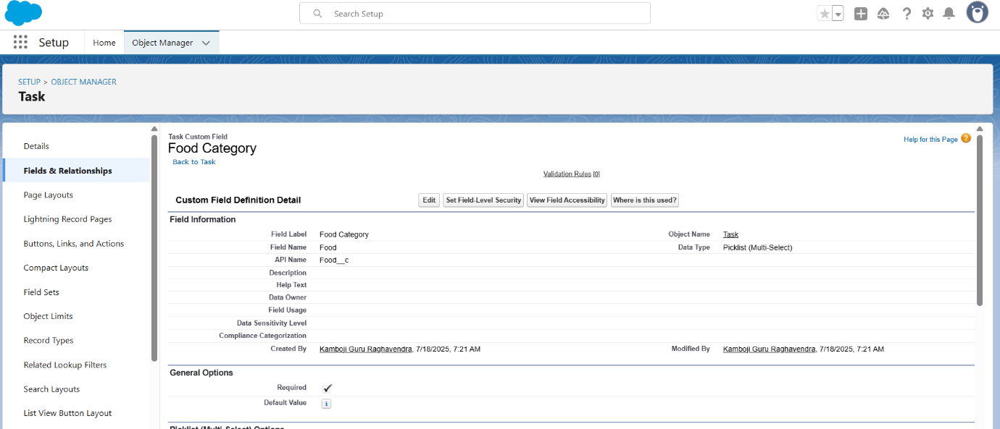 Search Setup
Setup
Home
Object Manager
SETUP > OBJECT MANAGER
Task
Details
Fields & Relationships
Page Layouts
Lightning Record Pages
Buttons, Links, and Actions
Compact Layouts
Field Sets
Object Limits
Record Types
Related Lookup Filters
Search Layouts
List View Button Layout
Task Custom Field
Food Category
Back to Task
Help for this Page ?
Validation Rules [0]
Custom Field Definition Detail
Edit
Set Field-Level Security
View Field Accessibility
Where is this used?
Field Information
Field Label Food Category Object Name Task
Field Name Food Data Type Picklist (Multi-Select)
API Name Food__c
Description
Help Text
Data Owner
Field Usage
Data Sensitivity Level
Compliance Categorization
Created By Kamboji Guru Raghavendra, 7/18/2025, 7:21 AM Modified By Kamboji Guru Raghavendra, 7/18/2025, 7:21 AM
General Options
Required
Default Value i
Picklist (Multi-Select) Options